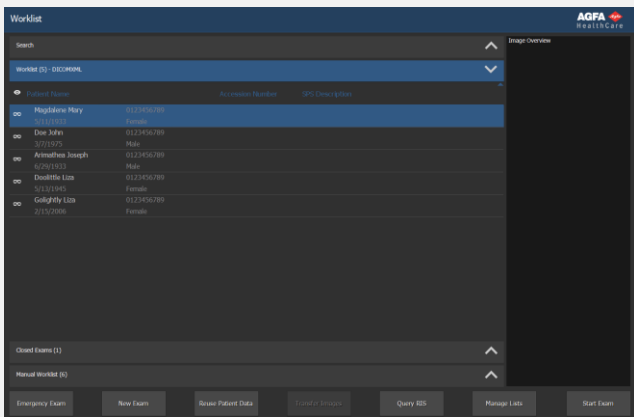 Worklist
AGFA
HealthCare
Search
Image Overview
Worklist (5) - DICOMXML
Patient Name Accession Number SPS Description
Magdalene Mary 0123456789
5/11/1933 Female
Doe John 0123456789
3/7/1975 Male
Arimathea Joseph 0123456789
6/29/1933 Male
Doolittle Liza 0123456789
5/13/1945 Female
Golightly Liza 0123456789
2/15/2006 Female
Closed Exams (1)
Manual Worklist (6)
Emergency Exam New Exam Reuse Patient Data Transfer Images Query RIS Manage Lists Start Exam